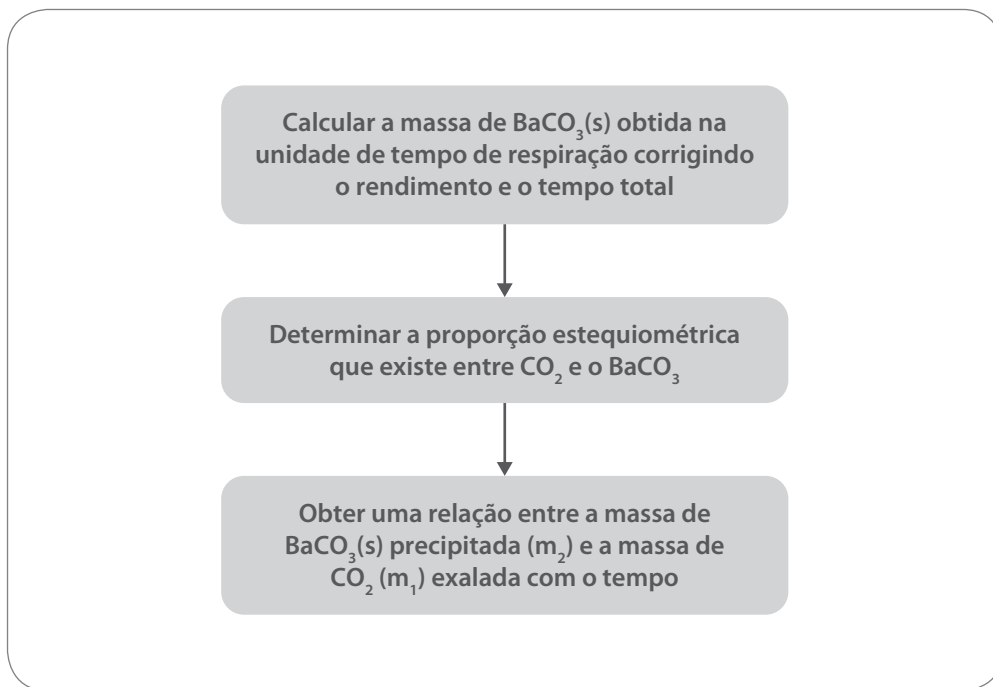 Calcular a massa de BaCO₃(s) obtida na
unidade de tempo de respiração corrigindo
o rendimento e o tempo total
Determinar a proporção estequiométrica
que existe entre CO₂ e o BaCO₃
Obter uma relação entre a massa de
BaCO₃(s) precipitada (m₂) e a massa de
CO₂ (m₁) exalada com o tempo